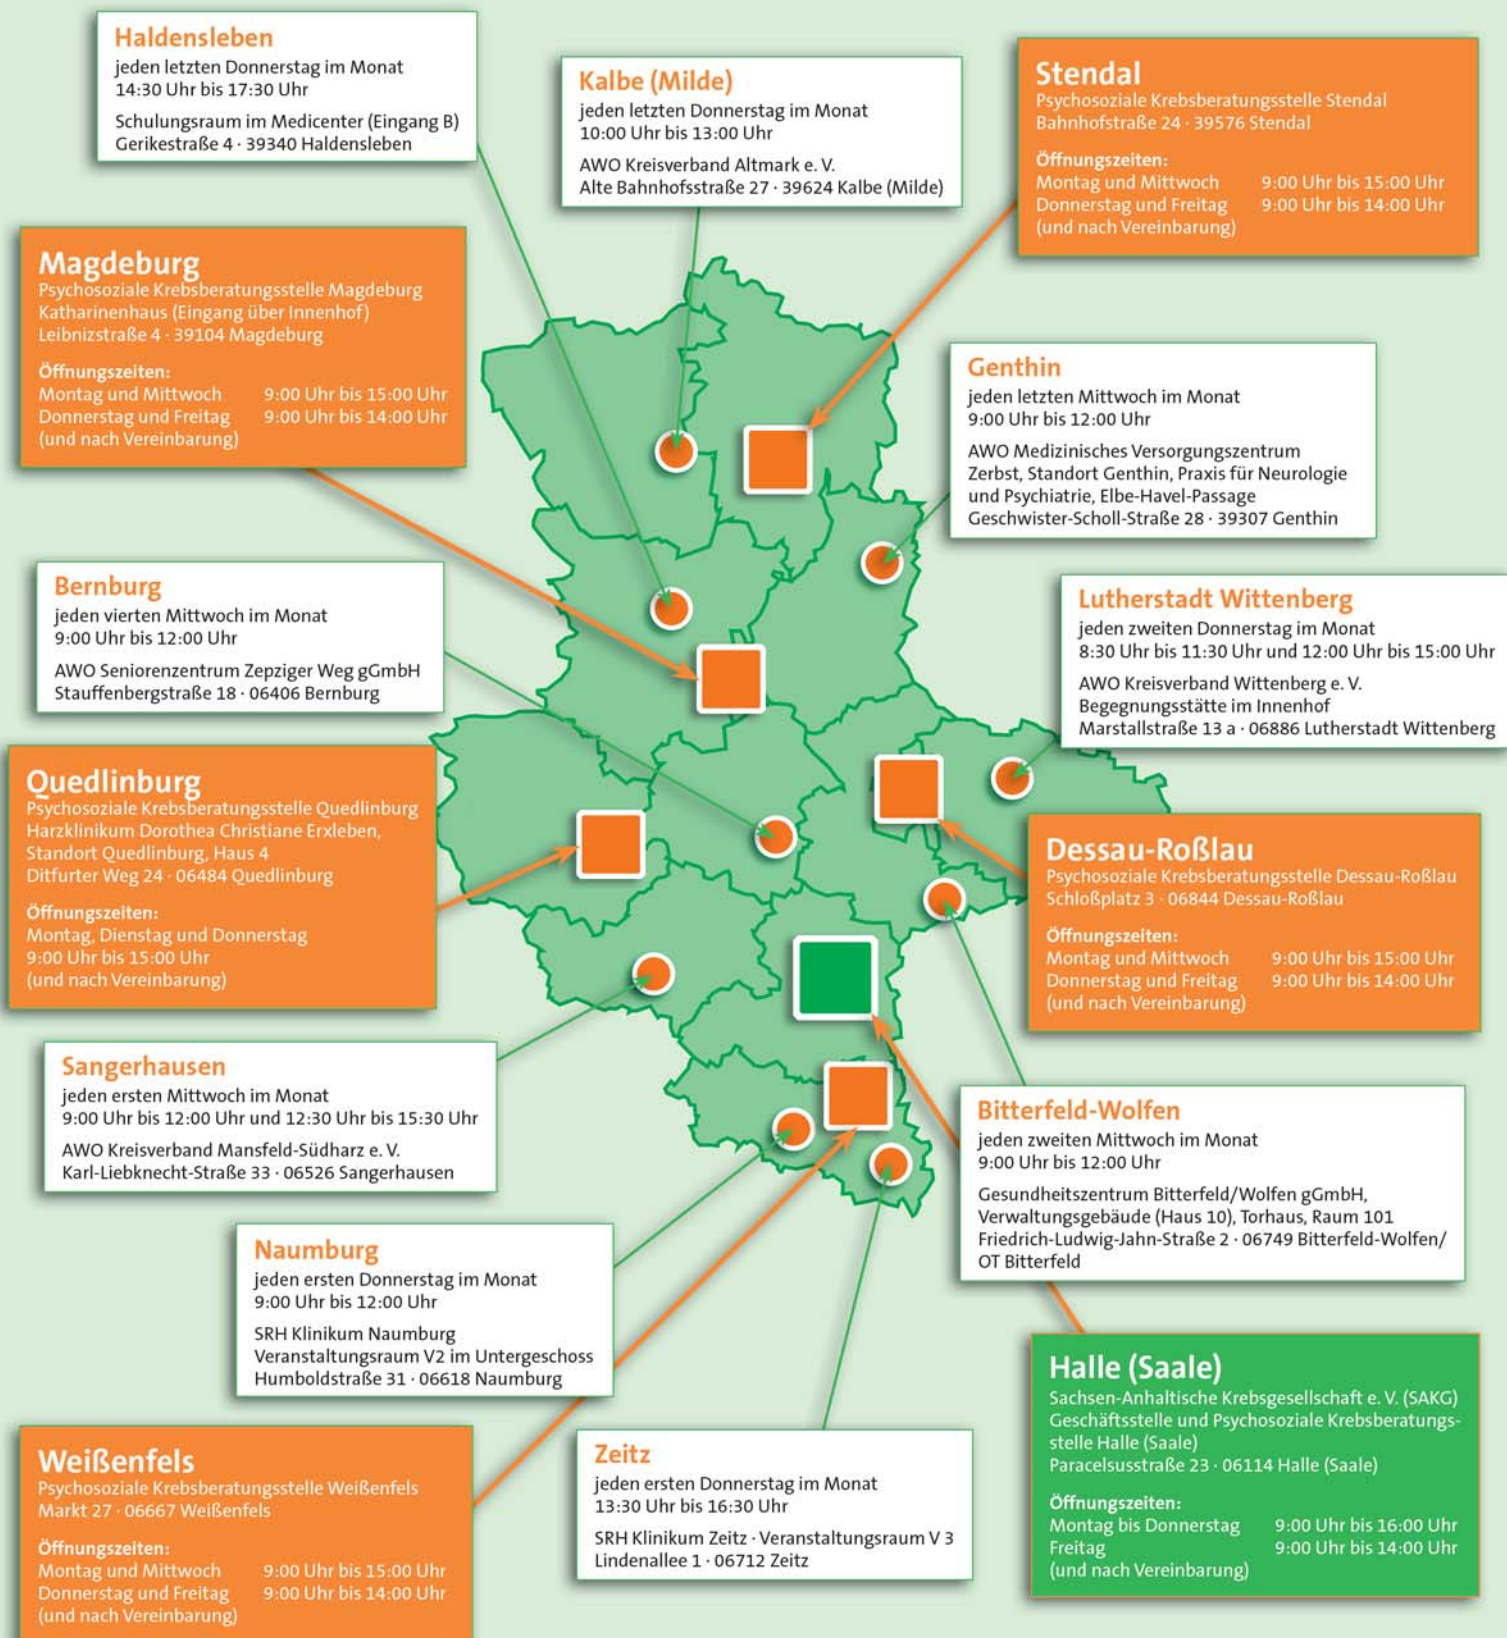 Haldensleben
jeden letzten Donnerstag im Monat
14:30 Uhr bis 17:30 Uhr
Schulungsraum im Medicenter (Eingang B)
Gerikestraße 4 · 39340 Haldensleben
Kalbe (Milde)
jeden letzten Donnerstag im Monat
10:00 Uhr bis 13:00 Uhr
AWO Kreisverband Altmark e. V.
Alte Bahnhofsstraße 27 · 39624 Kalbe (Milde)
Stendal
Psychosoziale Krebsberatungsstelle Stendal
Bahnhofstraße 24 · 39576 Stendal
Öffnungszeiten:
Montag und Mittwoch 9:00 Uhr bis 15:00 Uhr
Donnerstag und Freitag 9:00 Uhr bis 14:00 Uhr
(und nach Vereinbarung)
Magdeburg
Psychosoziale Krebsberatungsstelle Magdeburg
Katharinenhaus (Eingang über Innenhof)
Leibnizstraße 4 · 39104 Magdeburg
Öffnungszeiten:
Montag und Mittwoch 9:00 Uhr bis 15:00 Uhr
Donnerstag und Freitag 9:00 Uhr bis 14:00 Uhr
(und nach Vereinbarung)
Genthin
jeden letzten Mittwoch im Monat
9:00 Uhr bis 12:00 Uhr
AWO Medizinisches Versorgungszentrum
Zerbst, Standort Genthin, Praxis für Neurologie
und Psychiatrie, Elbe-Havel-Passage
Geschwister-Scholl-Straße 28 · 39307 Genthin
Bernburg
jeden vierten Mittwoch im Monat
9:00 Uhr bis 12:00 Uhr
AWO Seniorenzentrum Zepziger Weg gGmbH
Stauffenbergstraße 18 · 06406 Bernburg
Lutherstadt Wittenberg
jeden zweiten Donnerstag im Monat
8:30 Uhr bis 11:30 Uhr und 12:00 Uhr bis 15:00 Uhr
AWO Kreisverband Wittenberg e. V.
Begegnungsstätte im Innenhof
Marstallstraße 13 a · 06886 Lutherstadt Wittenberg
Quedlinburg
Psychosoziale Krebsberatungsstelle Quedlinburg
Harzklinikum Dorothea Christiane Erxleben,
Standort Quedlinburg, Haus 4
Ditfurter Weg 24 · 06484 Quedlinburg
Öffnungszeiten:
Montag, Dienstag und Donnerstag
9:00 Uhr bis 15:00 Uhr
(und nach Vereinbarung)
Dessau-Roßlau
Psychosoziale Krebsberatungsstelle Dessau-Roßlau
Schloßplatz 3 · 06844 Dessau-Roßlau
Öffnungszeiten:
Montag und Mittwoch 9:00 Uhr bis 15:00 Uhr
Donnerstag und Freitag 9:00 Uhr bis 14:00 Uhr
(und nach Vereinbarung)
Sangerhausen
jeden ersten Mittwoch im Monat
9:00 Uhr bis 12:00 Uhr und 12:30 Uhr bis 15:30 Uhr
AWO Kreisverband Mansfeld-Südharz e. V.
Karl-Liebknecht-Straße 33 · 06526 Sangerhausen
Bitterfeld-Wolfen
jeden zweiten Mittwoch im Monat
9:00 Uhr bis 12:00 Uhr
Gesundheitszentrum Bitterfeld/Wolfen gGmbH,
Verwaltungsgebäude (Haus 10), Torhaus, Raum 101
Friedrich-Ludwig-Jahn-Straße 2 · 06749 Bitterfeld-Wolfen/
OT Bitterfeld
Naumburg
jeden ersten Donnerstag im Monat
9:00 Uhr bis 12:00 Uhr
SRH Klinikum Naumburg
Veranstaltungsraum V2 im Untergeschoss
Humboldstraße 31 · 06618 Naumburg
Halle (Saale)
Sachsen-Anhaltische Krebsgesellschaft e. V. (SAKG)
Geschäftsstelle und Psychosoziale Krebsberatungs-
stelle Halle (Saale)
Paracelsusstraße 23 · 06114 Halle (Saale)
Öffnungszeiten:
Montag bis Donnerstag 9:00 Uhr bis 16:00 Uhr
Freitag 9:00 Uhr bis 14:00 Uhr
(und nach Vereinbarung)
Weißenfels
Psychosoziale Krebsberatungsstelle Weißenfels
Markt 27 · 06667 Weißenfels
Öffnungszeiten:
Montag und Mittwoch 9:00 Uhr bis 15:00 Uhr
Donnerstag und Freitag 9:00 Uhr bis 14:00 Uhr
(und nach Vereinbarung)
Zeitz
jeden ersten Donnerstag im Monat
13:30 Uhr bis 16:30 Uhr
SRH Klinikum Zeitz · Veranstaltungsraum V 3
Lindenallee 1 · 06712 Zeitz